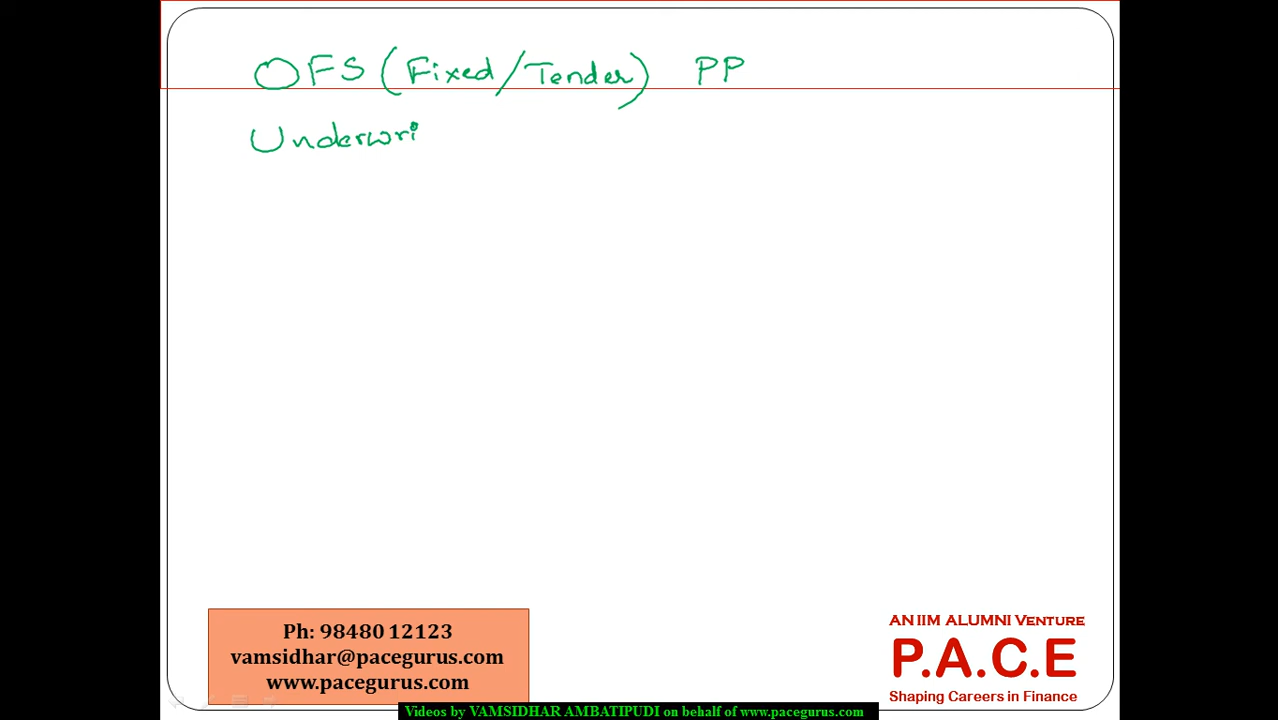 OFS (Fixed/Tender) PP
Underwri
Ph: 98480 12123
vamsidhar@pacegurus.com
www.pacegurus.com
AN IIM ALUMNI VENTURE
P.A.C.E
Shaping Careers in Finance
Videos by VAMSIDHAR AMBATIPUDI on behalf of www.pacegurus.com